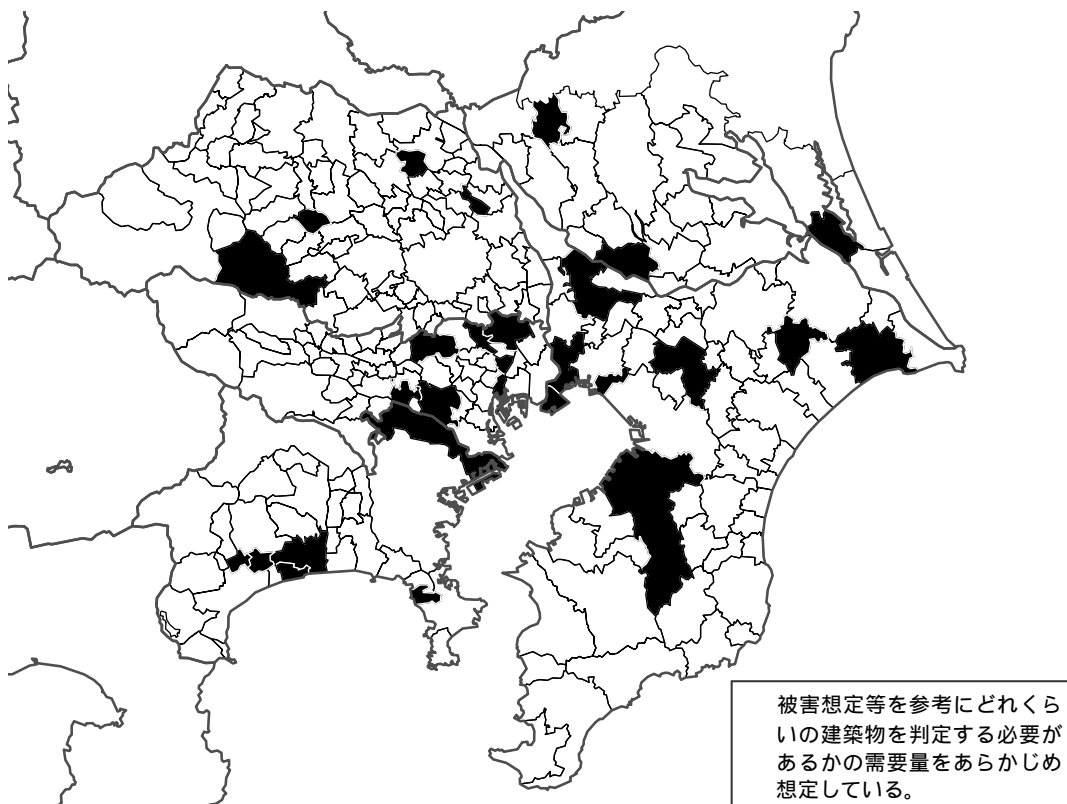 被害想定等を参考にどれくら
いの建築物を判定する必要が
あるかの需要量をあらかじめ
想定している。